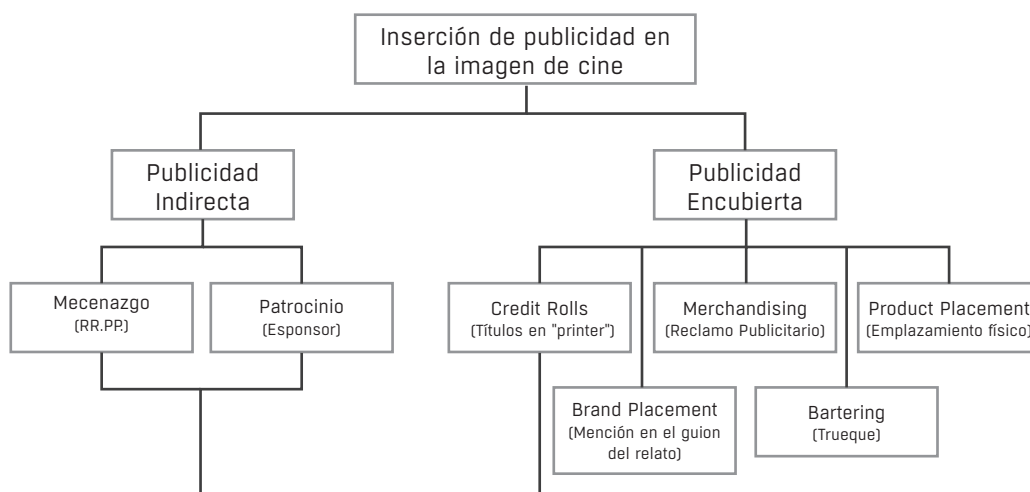 Inserción de publicidad en
la imagen de cine
Publicidad
Indirecta
Publicidad
Encubierta
Mecenazgo
(RR.PP.)
Patrocinio
(Esponsor)
Credit Rolls
(Títulos en "printer")
Merchandising
(Reclamo Publicitario)
Product Placement
(Emplazamiento físico)
Brand Placement
(Mención en el guion
del relato)
Bartering
(Trueque)